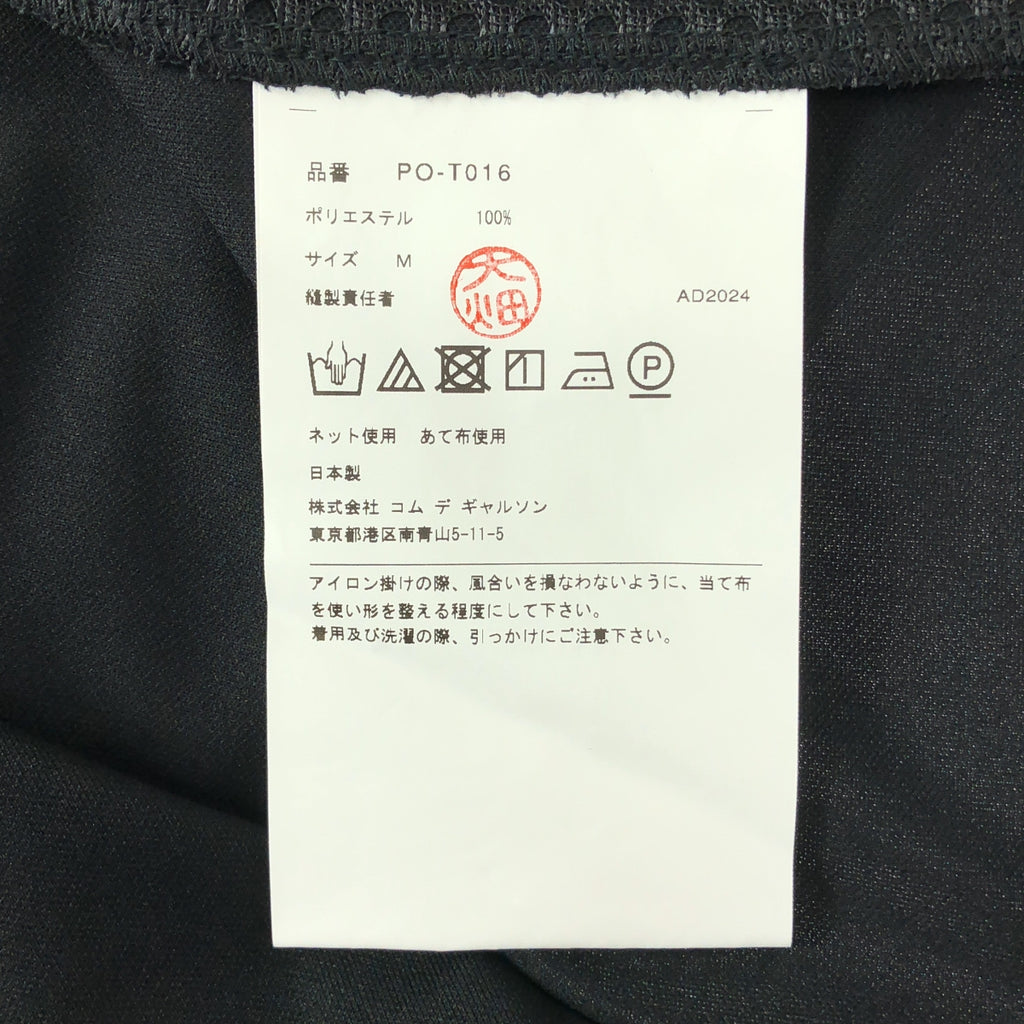 品番 PO-T016
ポリエステル 100%
サイズ M
大畑
縫製責任者 AD2024
P
ネット使用 あて布使用
日本製
株式会社 コム デ ギャルソン
東京都港区南青山5-11-5
アイロン掛けの際、風合いを損なわないように、当て布
を使い形を整える程度にして下さい。
着用及び洗濯の際、引っかけにご注意下さい。